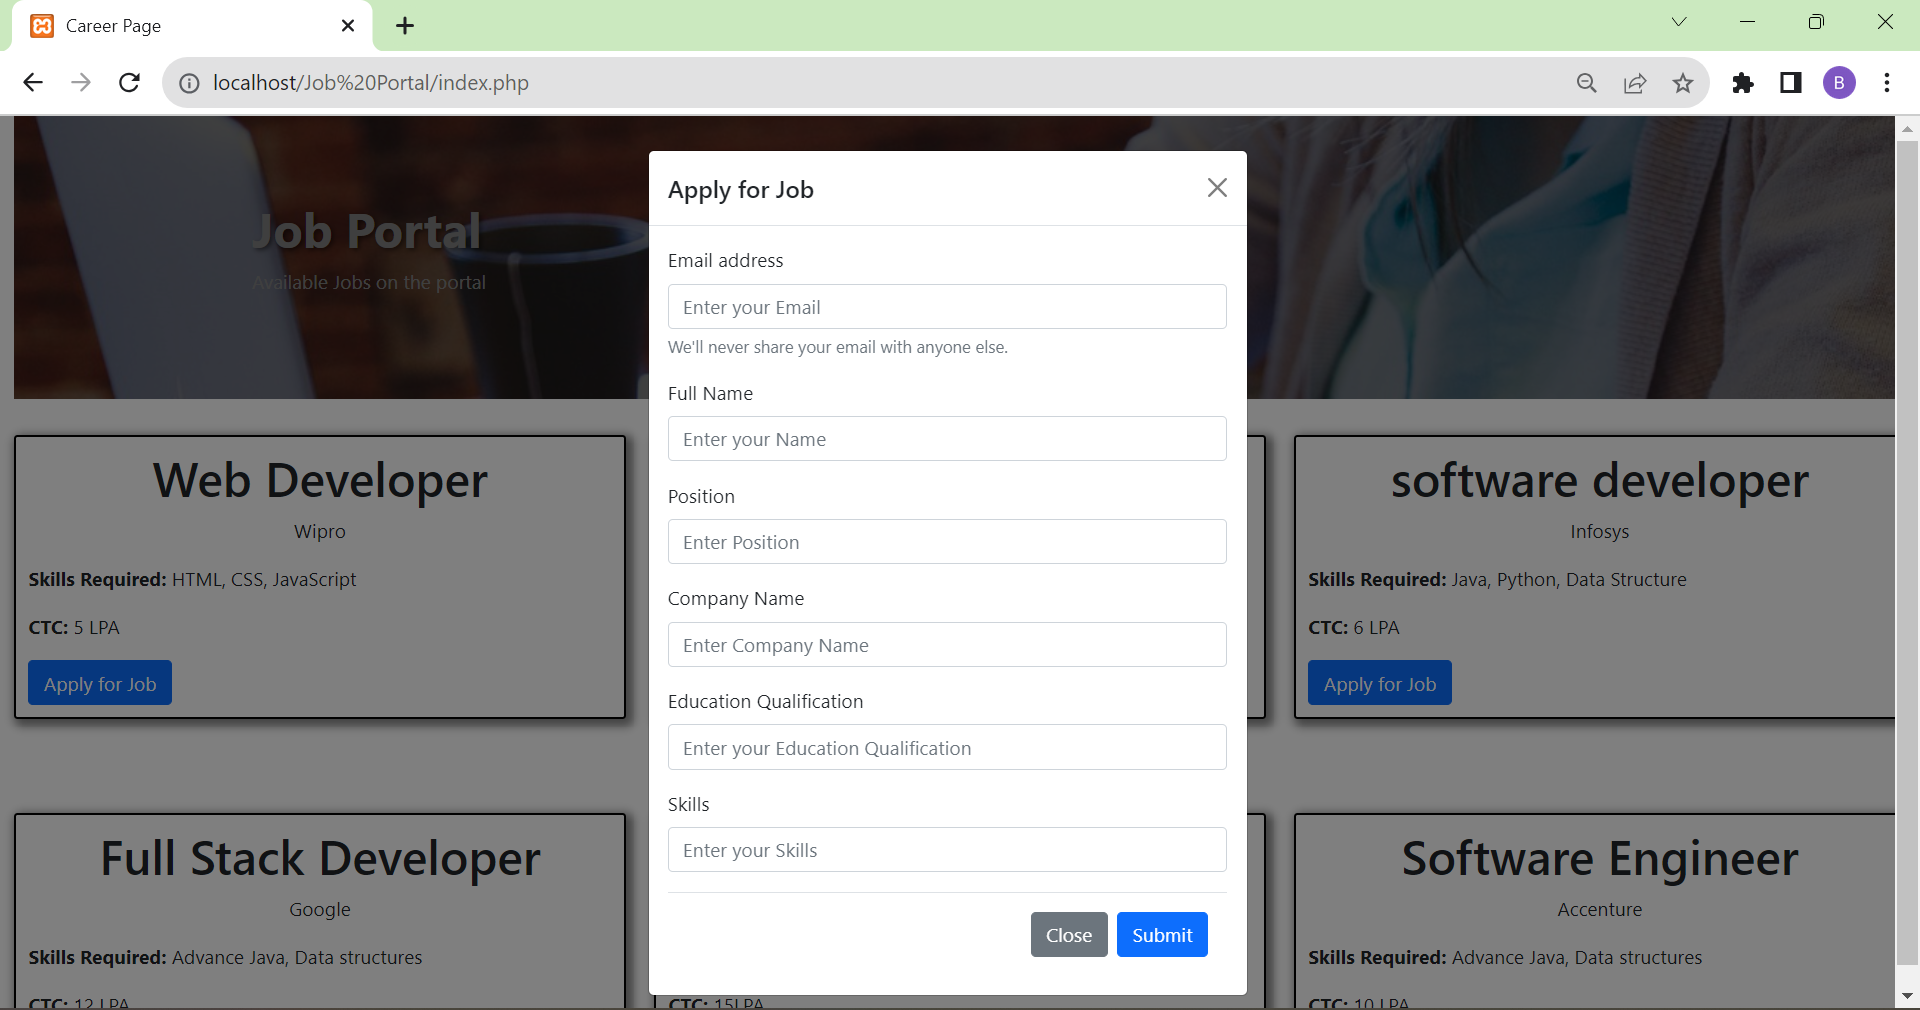 Career Page
localhost/Job%20Portal/index.php
B
Job Portal
Available Jobs on the portal
Apply for Job
Email address
Enter your Email
We'll never share your email with anyone else.
Full Name
Enter your Name
Position
Enter Position
Company Name
Enter Company Name
Education Qualification
Enter your Education Qualification
Skills
Enter your Skills
Close
Submit
Web Developer
Wipro
Skills Required: HTML, CSS, JavaScript
CTC: 5 LPA
Apply for Job
software developer
Infosys
Skills Required: Java, Python, Data Structure
CTC: 6 LPA
Apply for Job
Full Stack Developer
Google
Skills Required: Advance Java, Data structures
CTC: 12 LPA
CTC: 15LPA
Software Engineer
Accenture
Skills Required: Advance Java, Data structures
CTC: 10 LPA